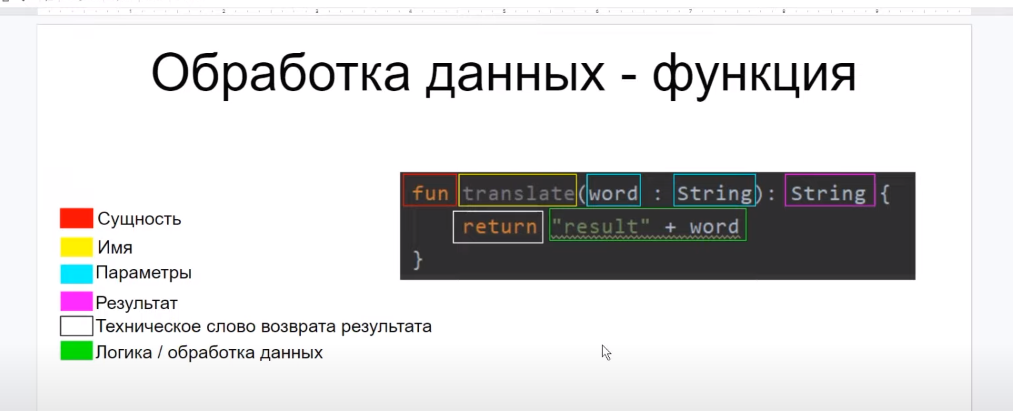 Обработка данных - функция
fun translate(word : String): String {
return "result" + word
}
Сущность
Имя
Параметры
Результат
Техническое слово возврата результата
Логика / обработка данных